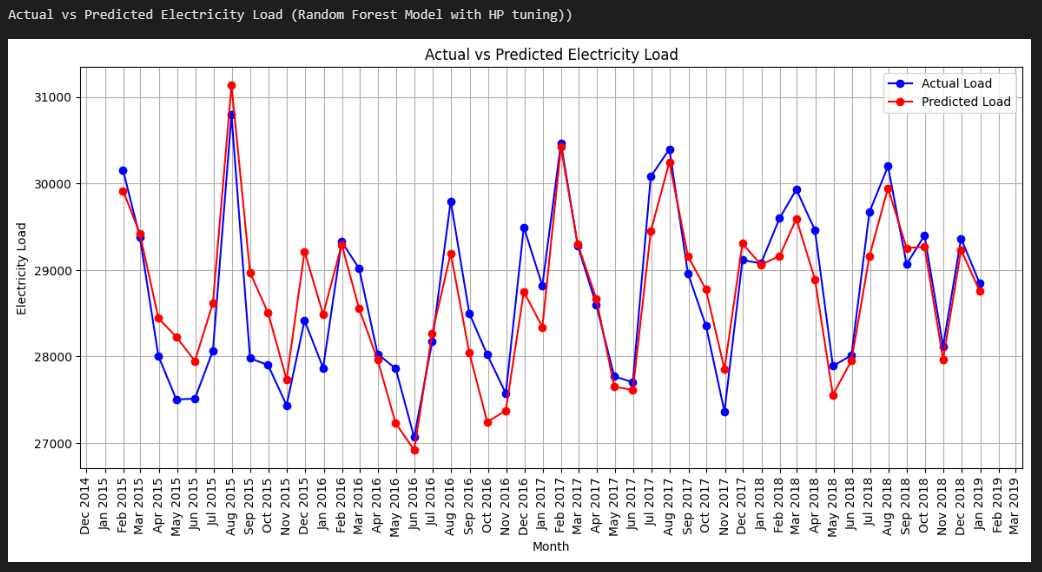 Actual vs Predicted Electricity Load (Random Forest Model with HP tuning))
Actual vs Predicted Electricity Load
Actual Load
Predicted Load
31000
30000
29000
28000
27000
Electricity Load
Dec 2014
Jan 2015
Feb 2015
Mar 2015
Apr 2015
May 2015
Jun 2015
Jul 2015
Aug 2015
Sep 2015
Oct 2015
Nov 2015
Dec 2015
Jan 2016
Feb 2016
Mar 2016
Apr 2016
May 2016
Jun 2016
Jul 2016
Aug 2016
Sep 2016
Oct 2016
Nov 2016
Dec 2016
Jan 2017
Feb 2017
Mar 2017
Apr 2017
May 2017
Jun 2017
Jul 2017
Aug 2017
Sep 2017
Oct 2017
Nov 2017
Dec 2017
Jan 2018
Feb 2018
Mar 2018
Apr 2018
May 2018
Jun 2018
Jul 2018
Aug 2018
Sep 2018
Oct 2018
Nov 2018
Dec 2018
Jan 2019
Feb 2019
Mar 2019
Month